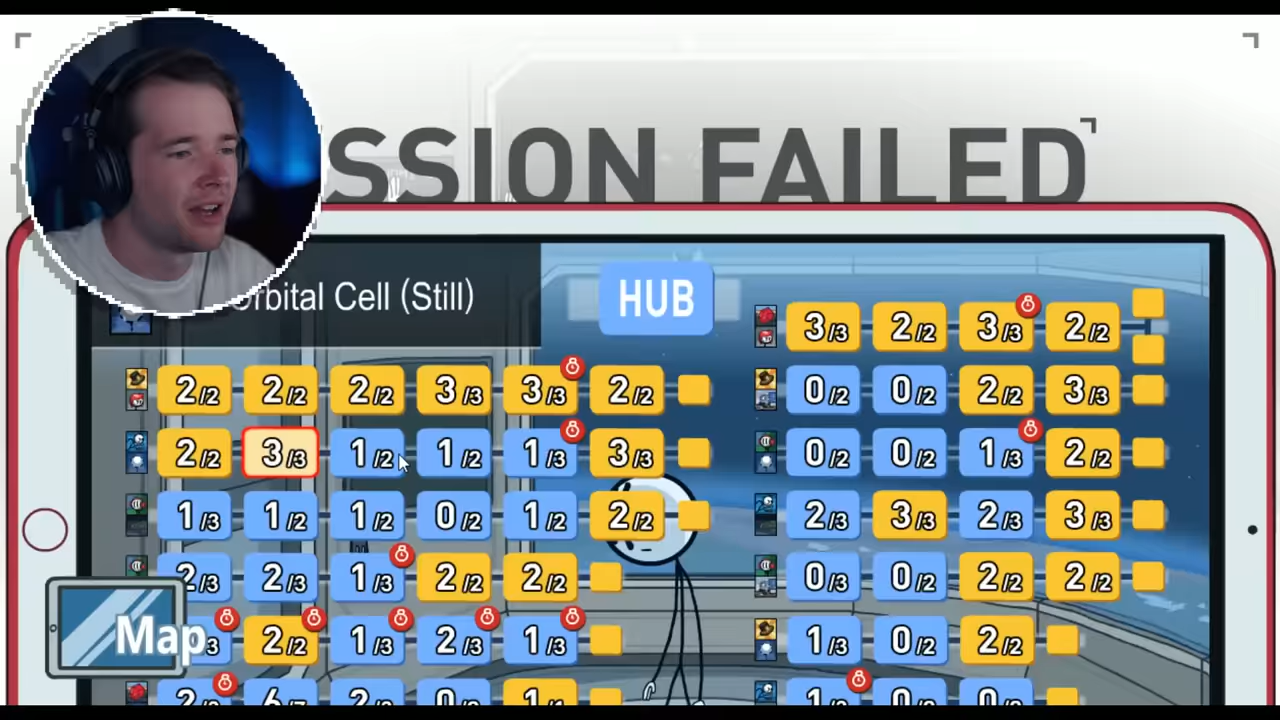 SSION FAILED
Orbital Cell (Still)
HUB
3/3 2/2 3/3 2/2
2/2 2/2 2/2 3/3 3/3 2/2
0/2 0/2 2/2 3/3
2/2 3/3 1/2 1/2 1/3 3/3
0/2 0/2 1/3 2/2
1/3 1/2 1/2 0/2 1/2 2/2
2/3 3/3 2/3 3/3
2/3 2/3 1/3 2/2 2/2
0/3 0/2 2/2 2/2
/3 2/2 1/3 2/3 1/3
1/3 0/2 2/2
Map